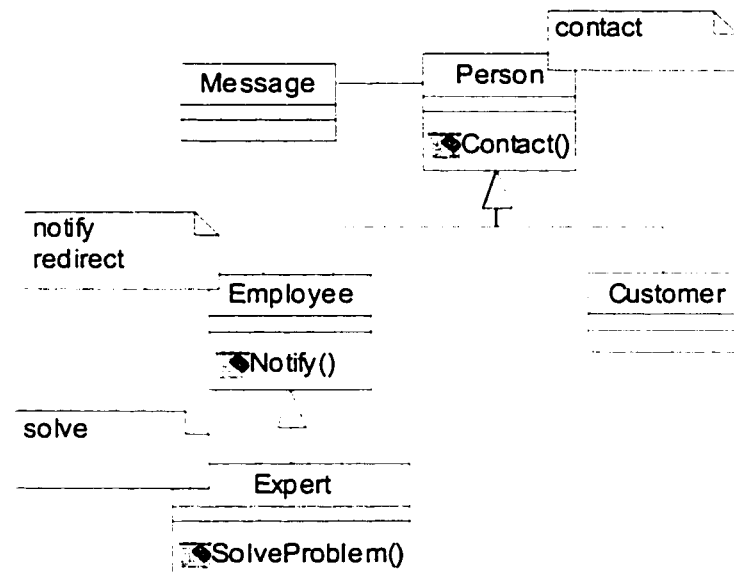 contact
Message
Person
Contact()
notify
redirect
Employee
Customer
Notify()
solve
Expert
SolveProblem()